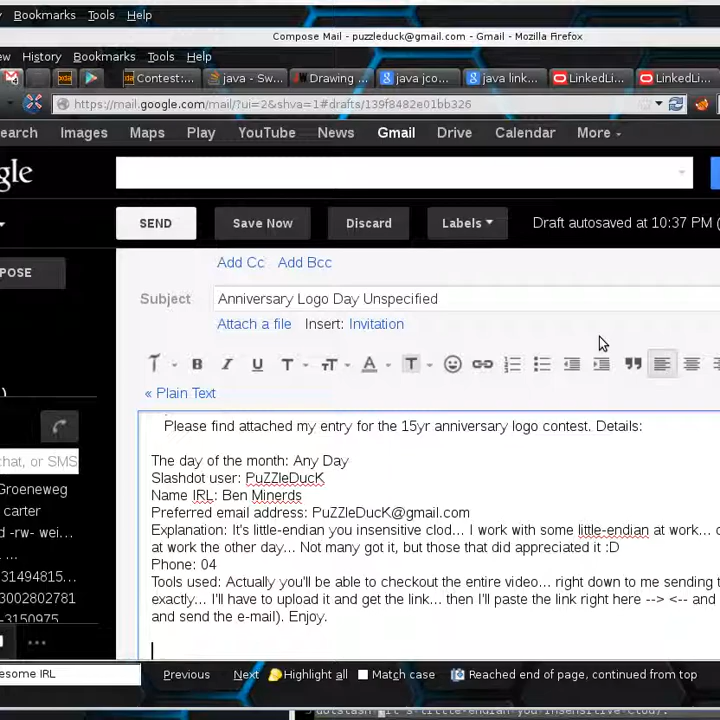 Bookmarks Tools Help
Compose Mail - puzzleduck@gmail.com - Gmail - Mozilla Firefox
ew History Bookmarks Tools Help
Contest:... java - Sw... Drawing ... java jco... java link... LinkedLi... LinkedLi...
https://mail.google.com/mail/?ui=2&shva=1#drafts/139f8482e01bb326
earch Images Maps Play YouTube News Gmail Drive Calendar More
gle
SEND Save Now Discard Labels Draft autosaved at 10:37 PM (
POSE
Add Cc Add Bcc
Subject Anniversary Logo Day Unspecified
Attach a file Insert: Invitation
« Plain Text
Please find attached my entry for the 15yr anniversary logo contest. Details:
The day of the month: Any Day
Slashdot user: PuZZleDucK
Name IRL: Ben Minerds
Preferred email address: PuZZleDucK@gmail.com
Explanation: It's little-endian you insensitive clod... I work with some little-endian at work...
at work the other day... Not many got it, but those that did appreciated it :D
Phone: 04
Tools used: Actually you'll be able to checkout the entire video... right down to me sending t
exactly... I'll have to upload it and get the link... then I'll paste the link right here --> <-- and
and send the e-mail). Enjoy.
chat, or SMS
Groeneweg
carter
d -rw- wei...
...
31494815...
3002802781
-3150975
esome IRL Previous Next Highlight all Match case Reached end of page, continued from top